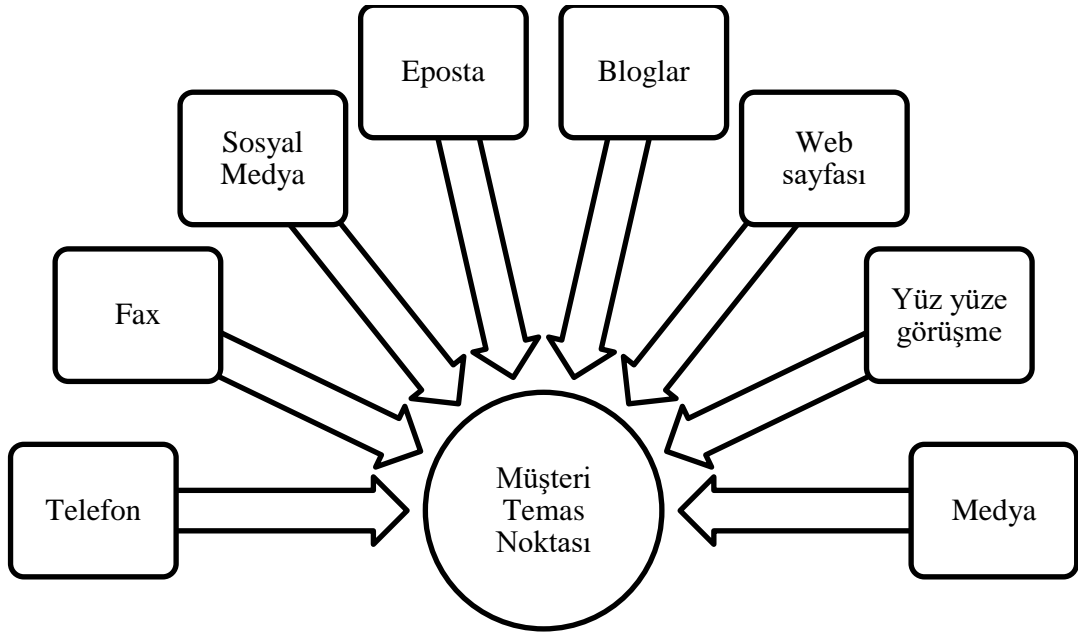 Eposta
Bloglar
Sosyal
Medya
Web
sayfası
Fax
Yüz yüze
görüşme
Telefon
Müşteri
Temas
Noktası
Medya